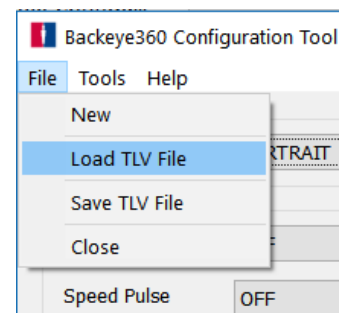 Backeye360 Configuration Tool
File Tools Help
New
Load TLV File
RTRAIT
Save TLV File
Close
Speed Pulse OFF